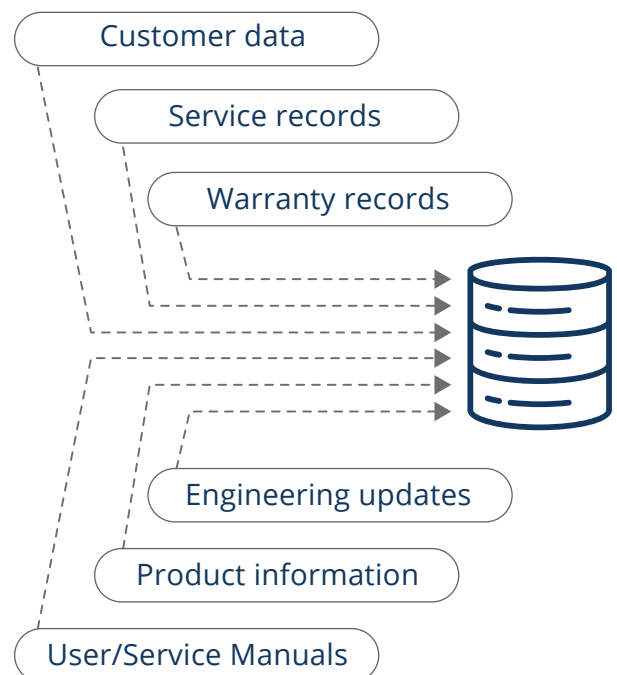 Customer data
Service records
Warranty records
Engineering updates
Product information
User/Service Manuals